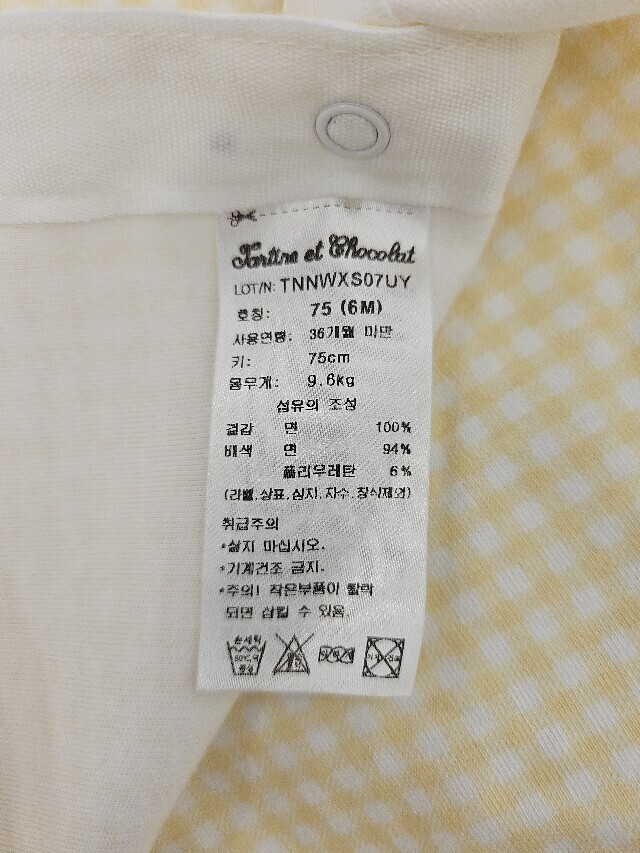 Tartine et Chocolat
LOT/N: TNNWXS07UY
호칭: 75 (6M)
사용연령: 36개월 미만
키: 75cm
몸무게: 9.6kg
섬유의 조성
겉감 면 100%
배색 면 94%
폴리우레탄 6%
(라벨,상표,심지,자수,장식제외)
취급주의
*삶지 마십시오.
*기계건조 금지.
*주의! 작은부품이 탈락
되면 삼킬 수 있음.
손세탁